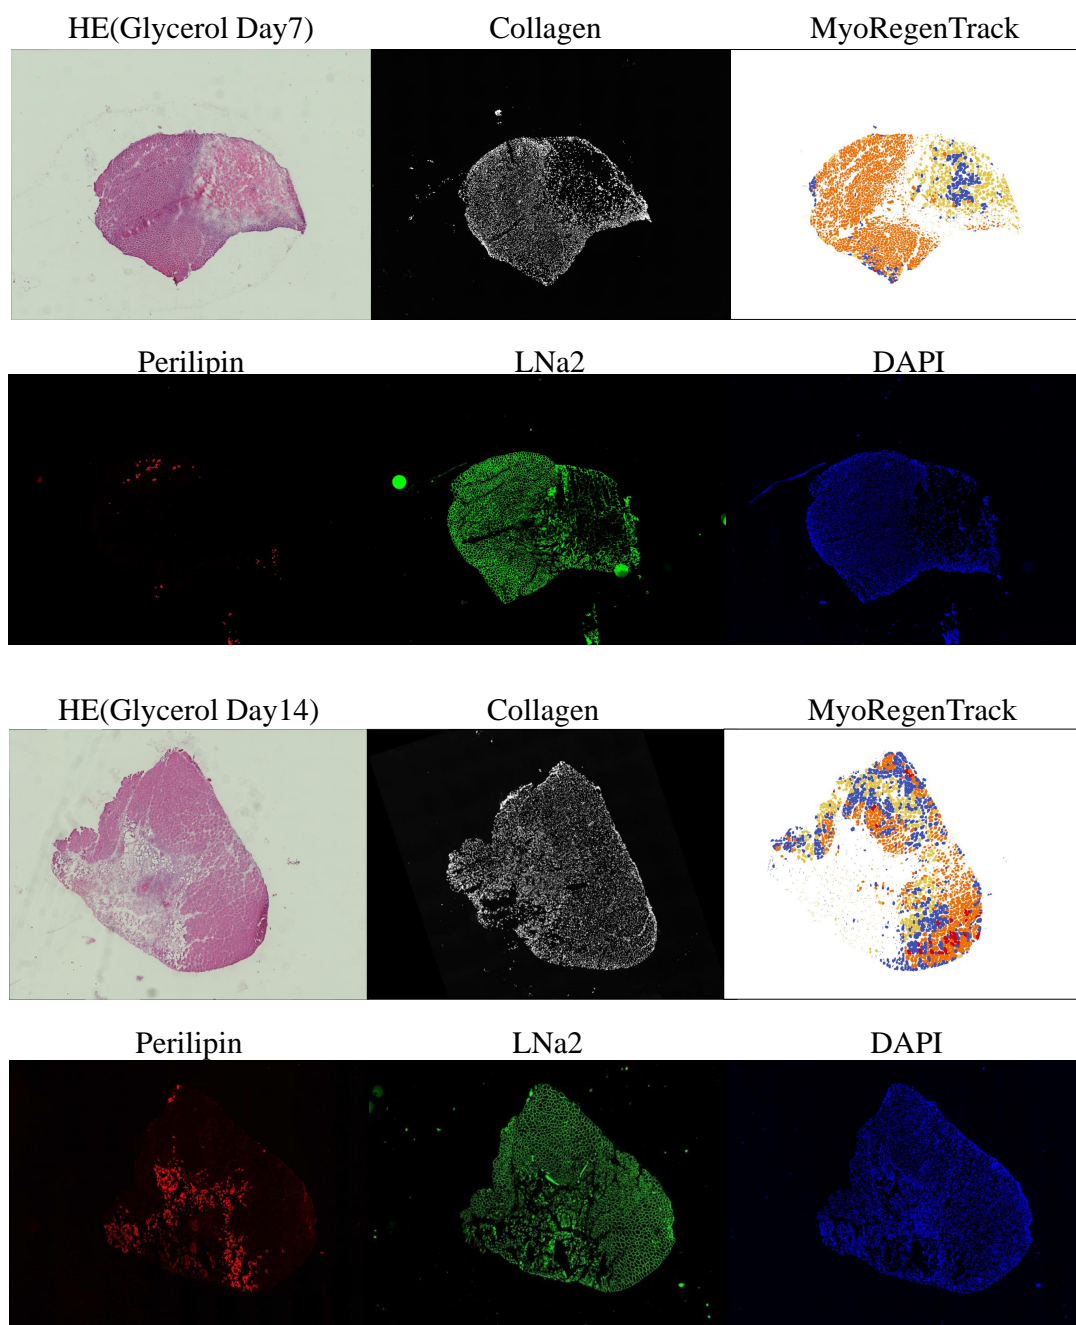 HE(Glycerol Day7) Collagen MyoRegenTrack
Perilipin LNa2 DAPI
HE(Glycerol Day14) Collagen MyoRegenTrack
Perilipin LNa2 DAPI